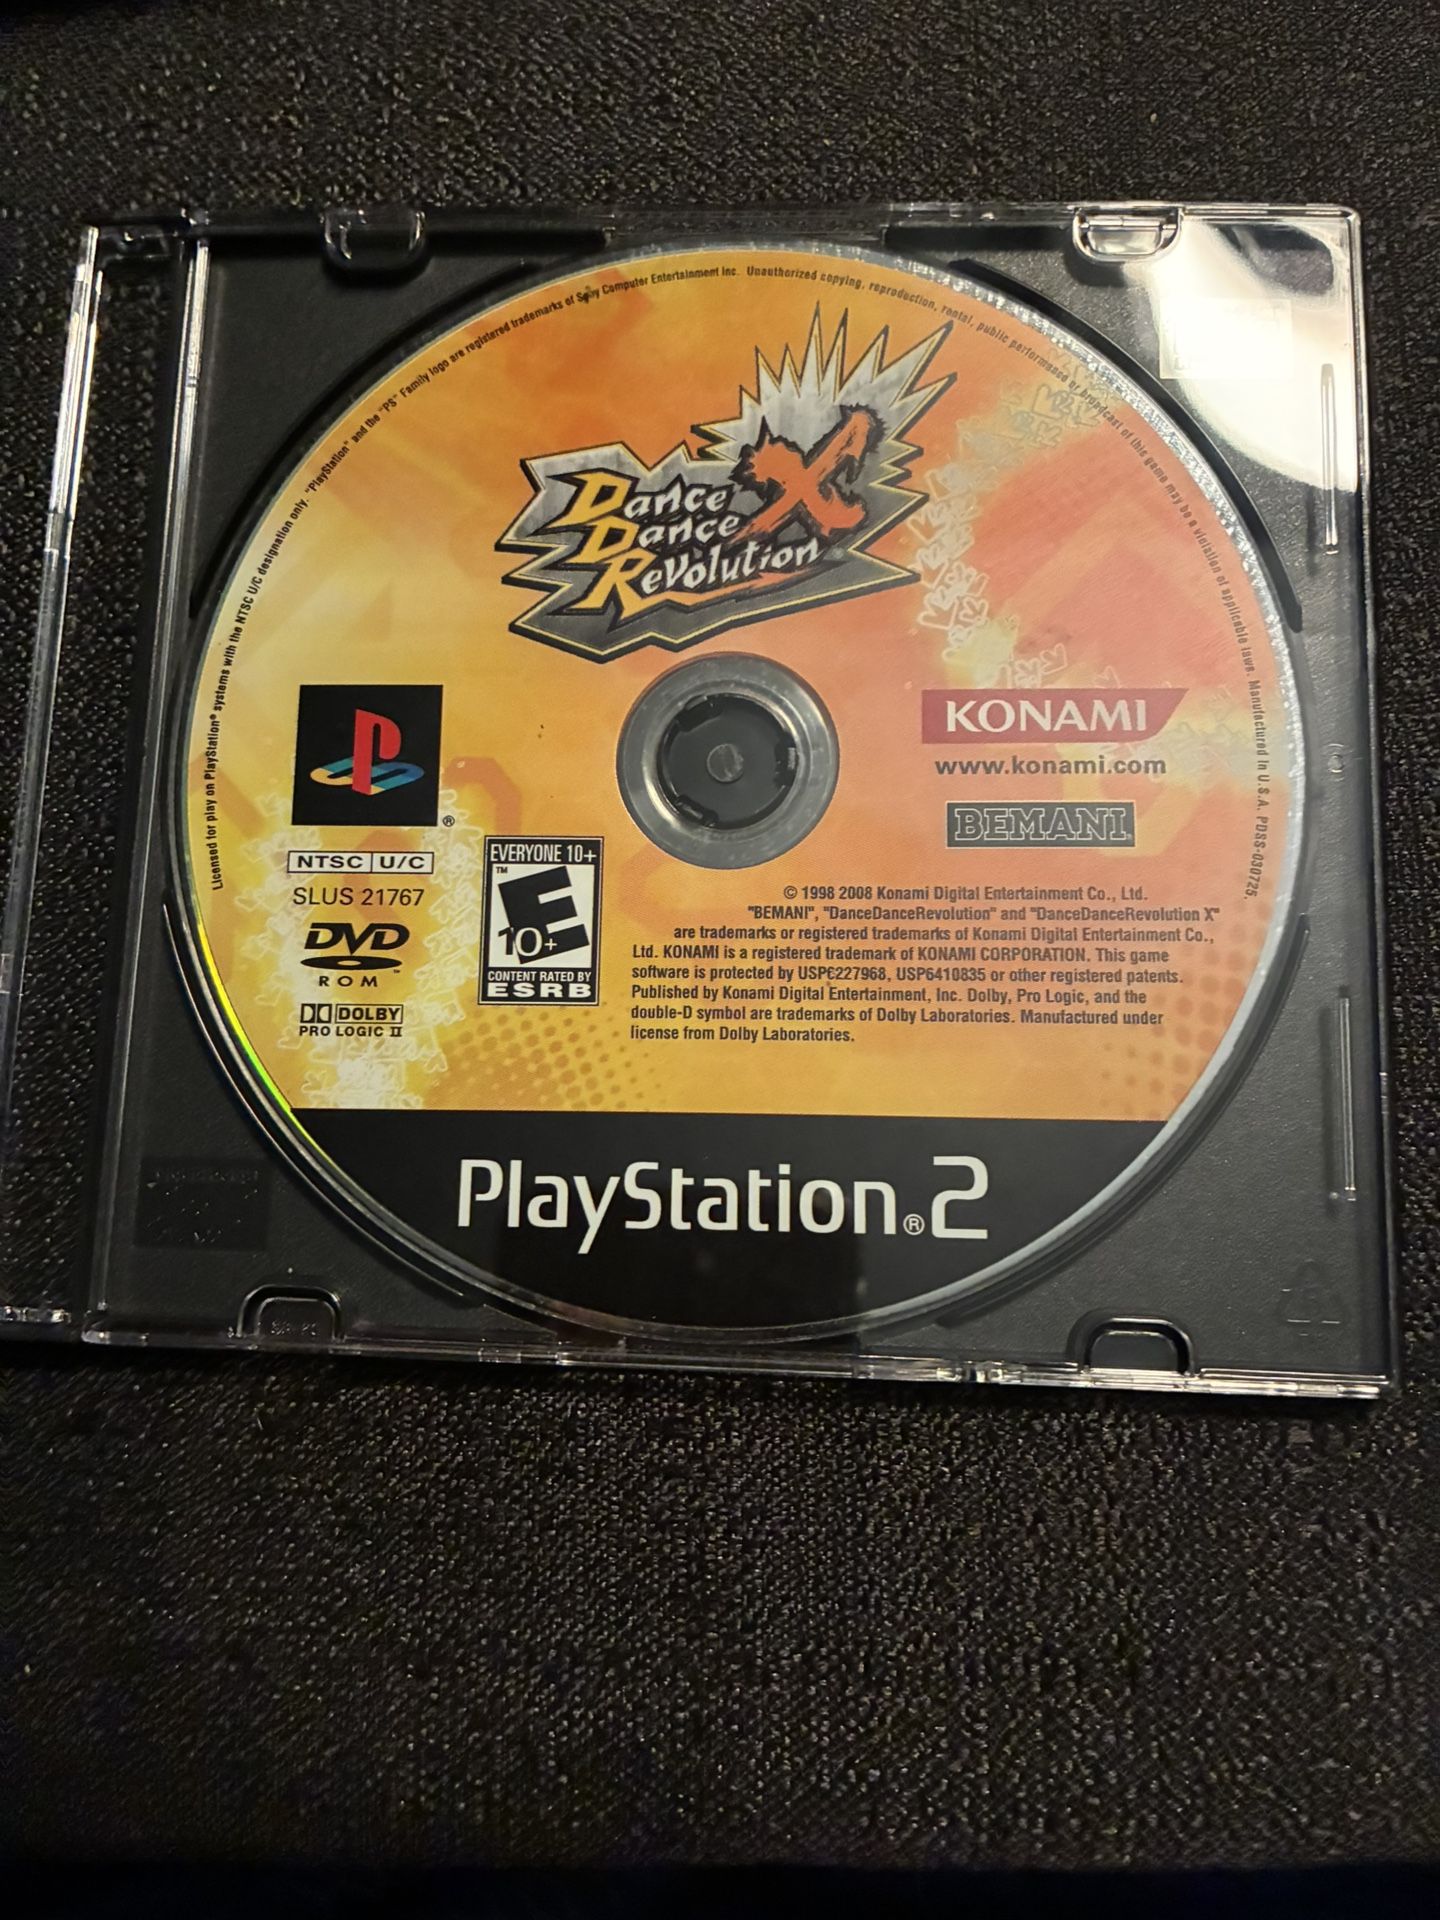 Licensed for play on PlayStation® systems with the NTSC U/C designation only. "PlayStation" and the "PS" Family logo are registered trademarks of Sony Computer Entertainment Inc. Unauthorized copying, reproduction, rental, public performance or broadcast of this game may be a violation of applicable laws. Manufactured in U.S.A. PDSS-030725.
Dance
Dance
Revolution X
KONAMI
www.konami.com
BEMANI
®
NTSC U/C
SLUS 21767
DVD
ROM
DOLBY
PRO LOGIC II
EVERYONE 10+
™
E
10+
CONTENT RATED BY
ESRB
© 1998 2008 Konami Digital Entertainment Co., Ltd.
"BEMANI", "DanceDanceRevolution" and "DanceDanceRevolution X"
are trademarks or registered trademarks of Konami Digital Entertainment Co.,
Ltd. KONAMI is a registered trademark of KONAMI CORPORATION. This game
software is protected by USP6227968, USP6410835 or other registered patents.
Published by Konami Digital Entertainment, Inc. Dolby, Pro Logic, and the
double-D symbol are trademarks of Dolby Laboratories. Manufactured under
license from Dolby Laboratories.
PlayStation®2